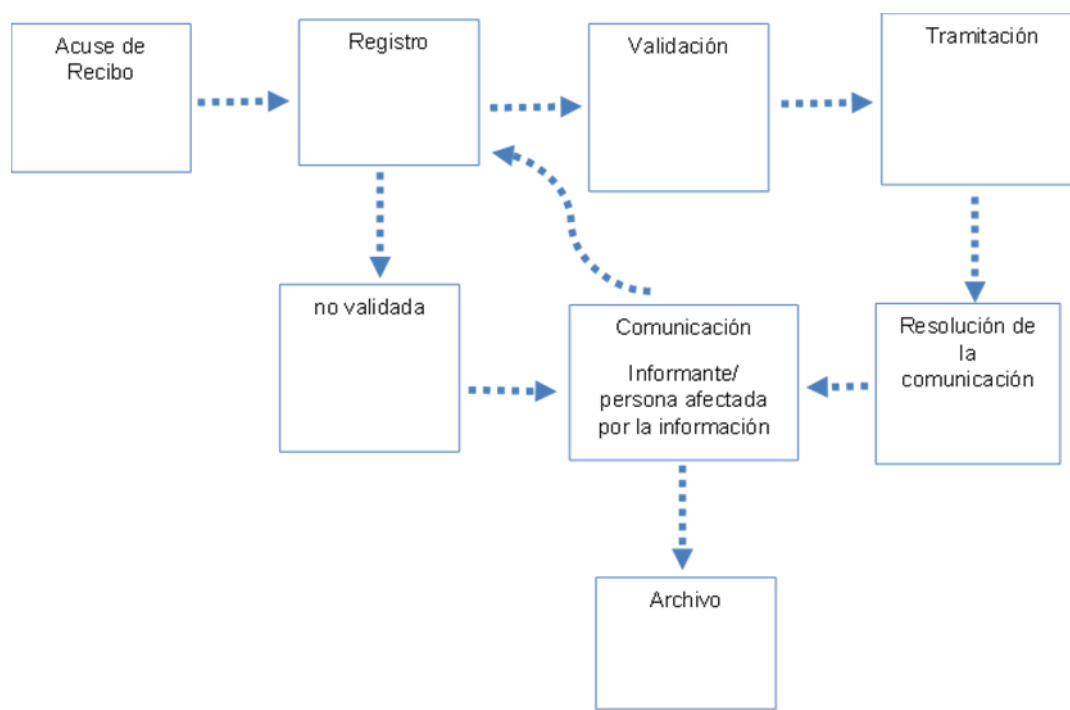 Acuse de
Recibo
Registro
Validación
Tramitación
no validada
Comunicación
Informante/
persona afectada
por la información
Resolución de
la
comunicación
Archivo